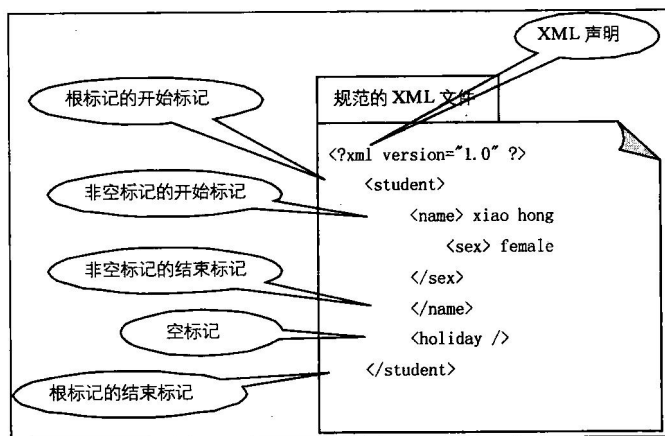 XML 声明
根标记的开始标记
规范的 XML 文件
<?xml version="1.0" ?>
<student>
非空标记的开始标记
<name> xiao hong
<sex> female
非空标记的结束标记
</sex>
</name>
空标记
<holiday />
</student>
根标记的结束标记